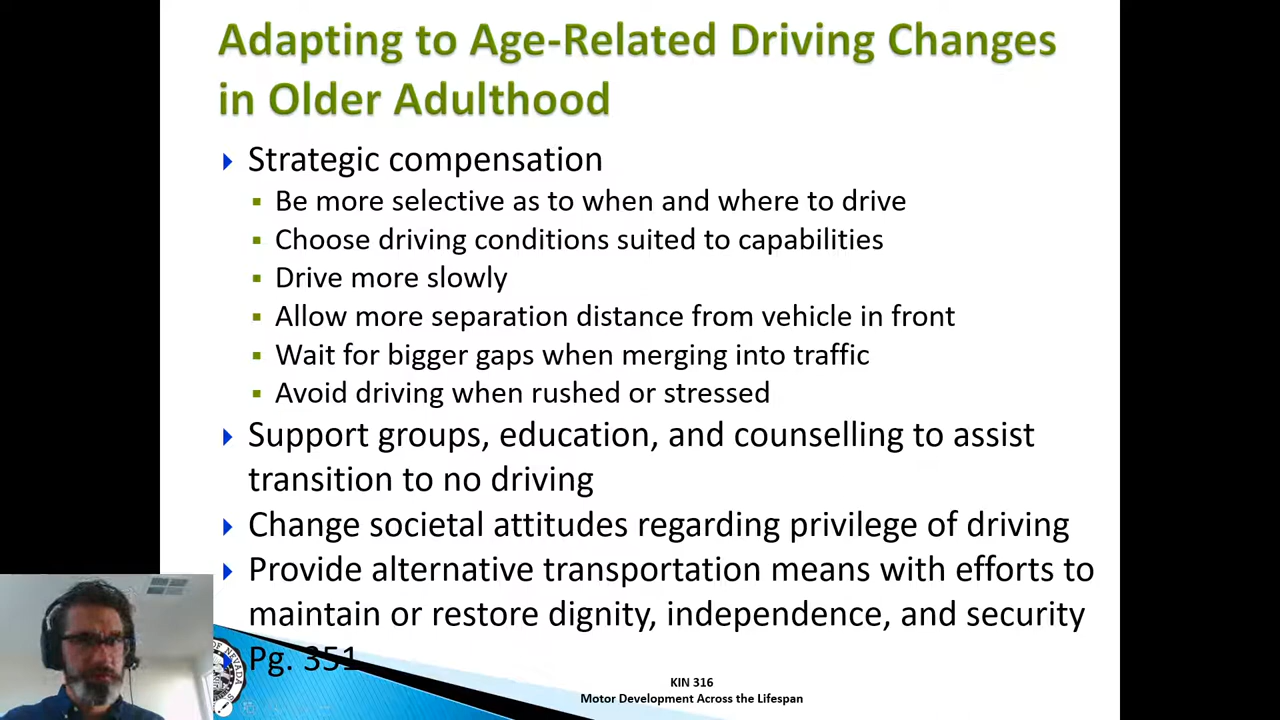 Adapting to Age-Related Driving Changes
in Older Adulthood
Strategic compensation
Be more selective as to when and where to drive
Choose driving conditions suited to capabilities
Drive more slowly
Allow more separation distance from vehicle in front
Wait for bigger gaps when merging into traffic
Avoid driving when rushed or stressed
Support groups, education, and counselling to assist
transition to no driving
Change societal attitudes regarding privilege of driving
Provide alternative transportation means with efforts to
maintain or restore dignity, independence, and security
Pg. 351
OF NEVADA
KIN 316
Motor Development Across the Lifespan